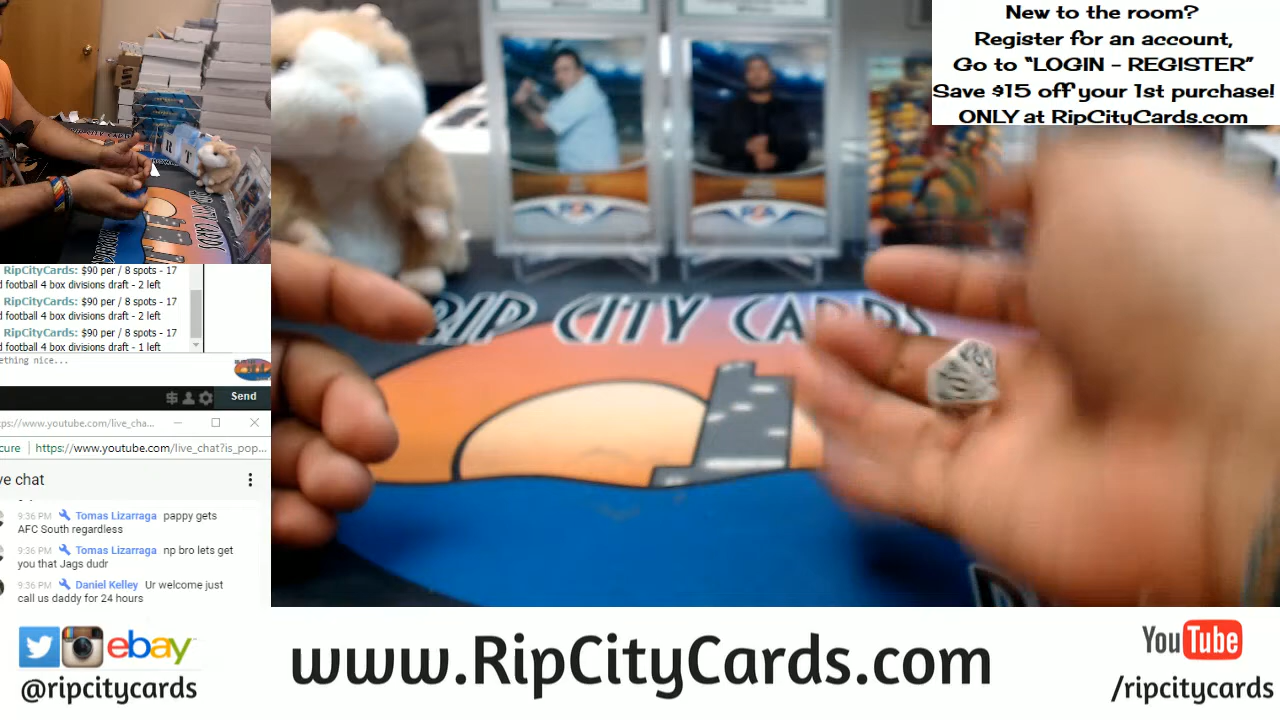 New to the room?
Register for an account,
Go to "LOGIN - REGISTER"
Save $15 off your 1st purchase!
ONLY at RipCityCards.com
RIP CITY CARDS
RipCityCards: $90 per / 8 spots - 17
d football 4 box divisions draft - 2 left
RipCityCards: $90 per / 8 spots - 17
d football 4 box divisions draft - 2 left
RipCityCards: $90 per / 8 spots - 17
d football 4 box divisions draft - 1 left
ething nice...
Send
ps://www.youtube.com/live_cha...
cure https://www.youtube.com/live_chat?is_pop...
ve chat
9:36 PM Tomas Lizarraga pappy gets
AFC South regardless
9:36 PM Tomas Lizarraga np bro lets get
you that Jags dudr
9:36 PM Daniel Kelley Ur welcome just
call us daddy for 24 hours
ebay
@ripcitycards
www.RipCityCards.com
YouTube
/ripcitycards